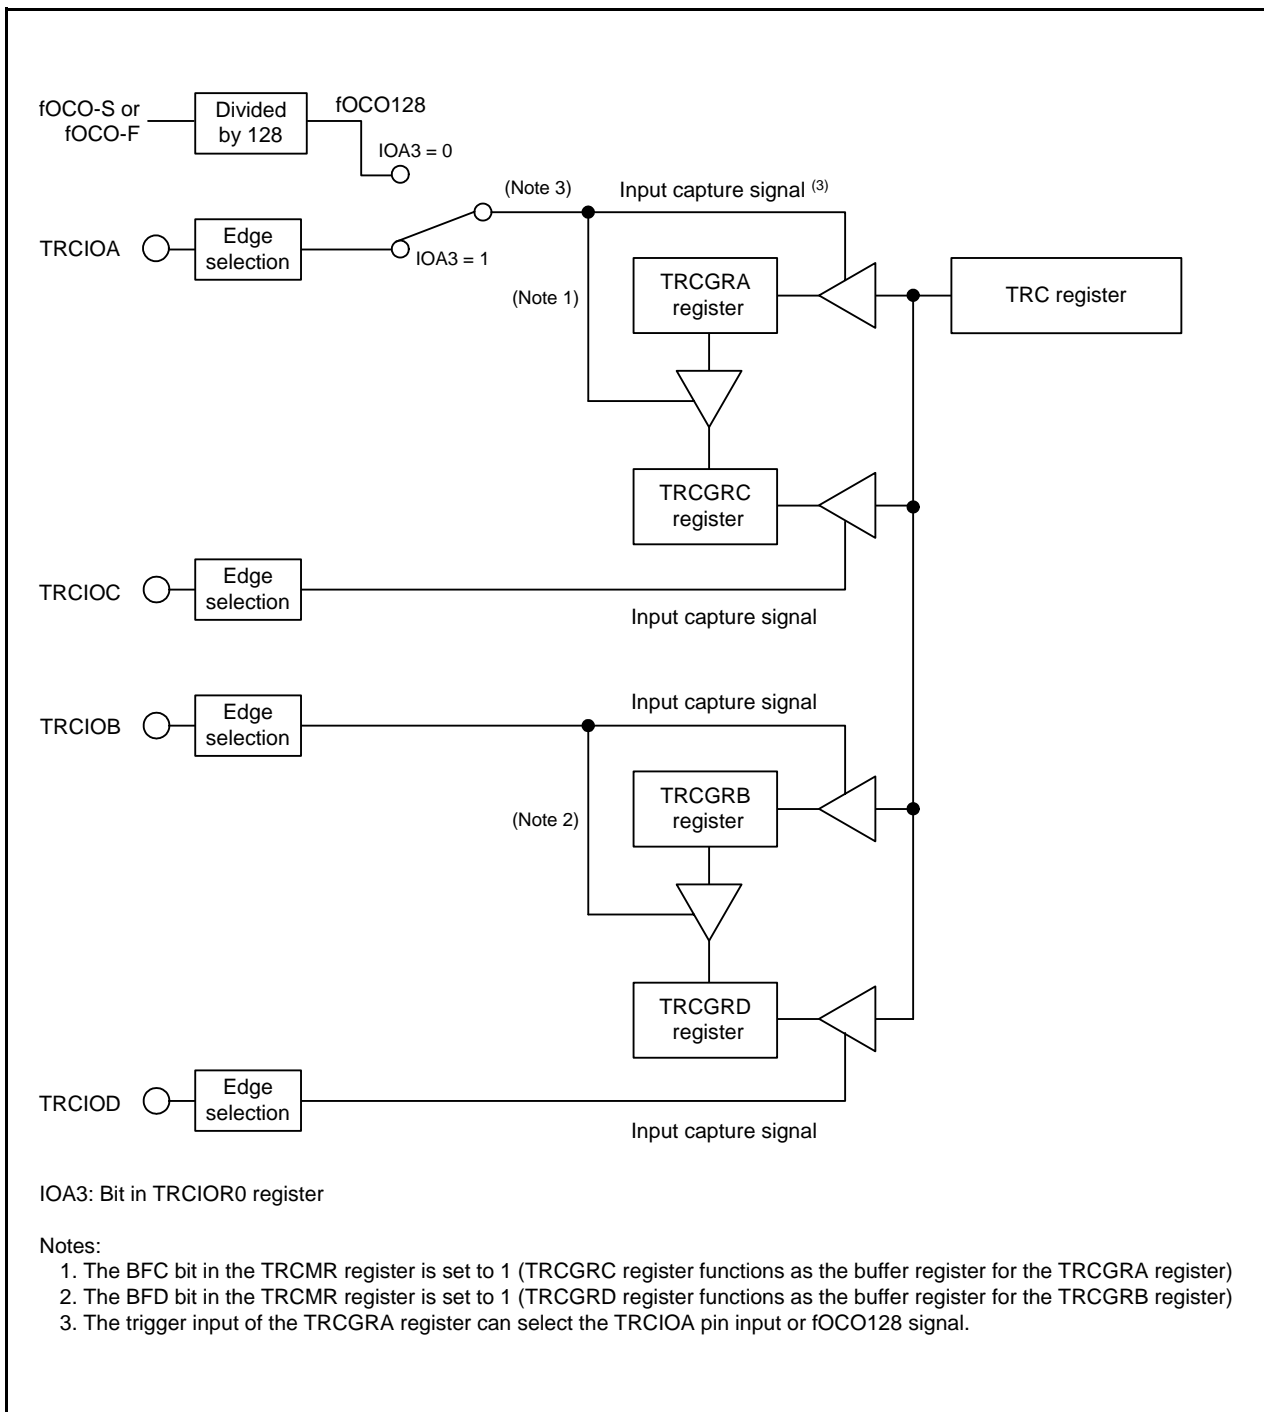 fOCO-S or
fOCO-F
Divided
by 128
fOCO128
IOA3 = 0
(Note 3)
Input capture signal (3)
TRCIOA
Edge
selection
IOA3 = 1
(Note 1)
TRCGRA
register
TRC register
TRCGRC
register
TRCIOC
Edge
selection
Input capture signal
TRCIOB
Edge
selection
Input capture signal
(Note 2)
TRCGRB
register
TRCGRD
register
TRCIOD
Edge
selection
Input capture signal
IOA3: Bit in TRCIOR0 register
Notes:
1. The BFC bit in the TRCMR register is set to 1 (TRCGRC register functions as the buffer register for the TRCGRA register)
2. The BFD bit in the TRCMR register is set to 1 (TRCGRD register functions as the buffer register for the TRCGRB register)
3. The trigger input of the TRCGRA register can select the TRCIOA pin input or fOCO128 signal.